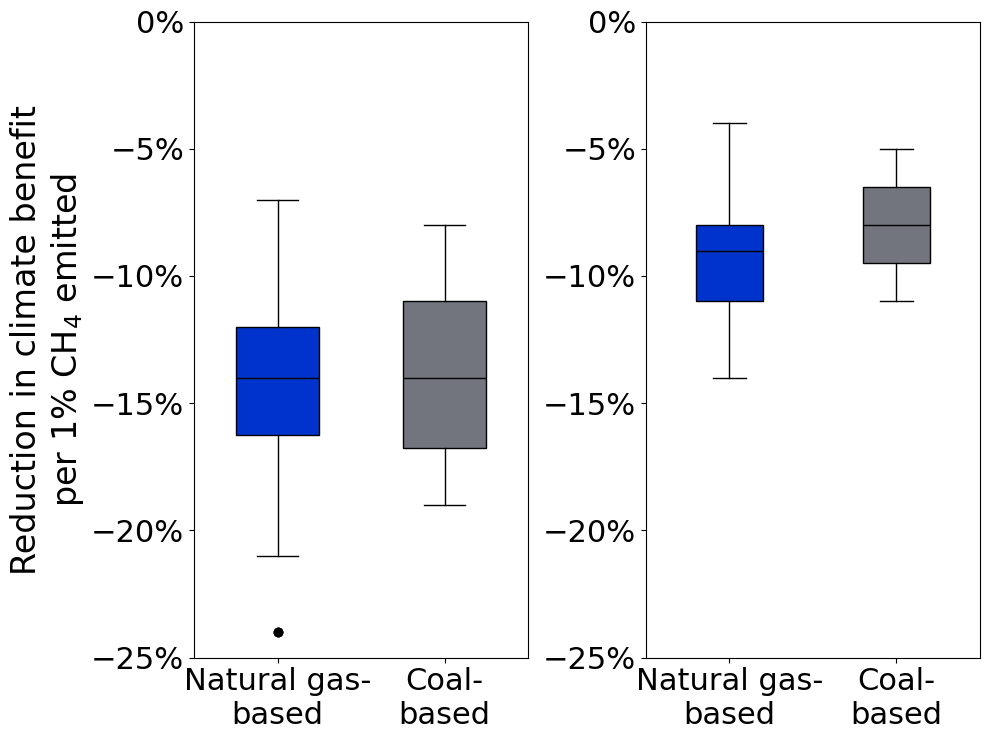 Reduction in climate benefit
per 1% CH₄ emitted
0%
−5%
−10%
−15%
−20%
−25%
Natural gas-
based
Coal-
based
0%
−5%
−10%
−15%
−20%
−25%
Natural gas-
based
Coal-
based